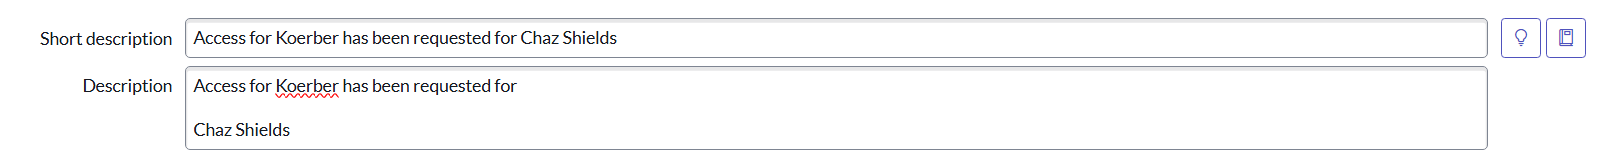 Short description Access for Koerber has been requested for Chaz Shields
Description Access for Koerber has been requested for
Chaz Shields